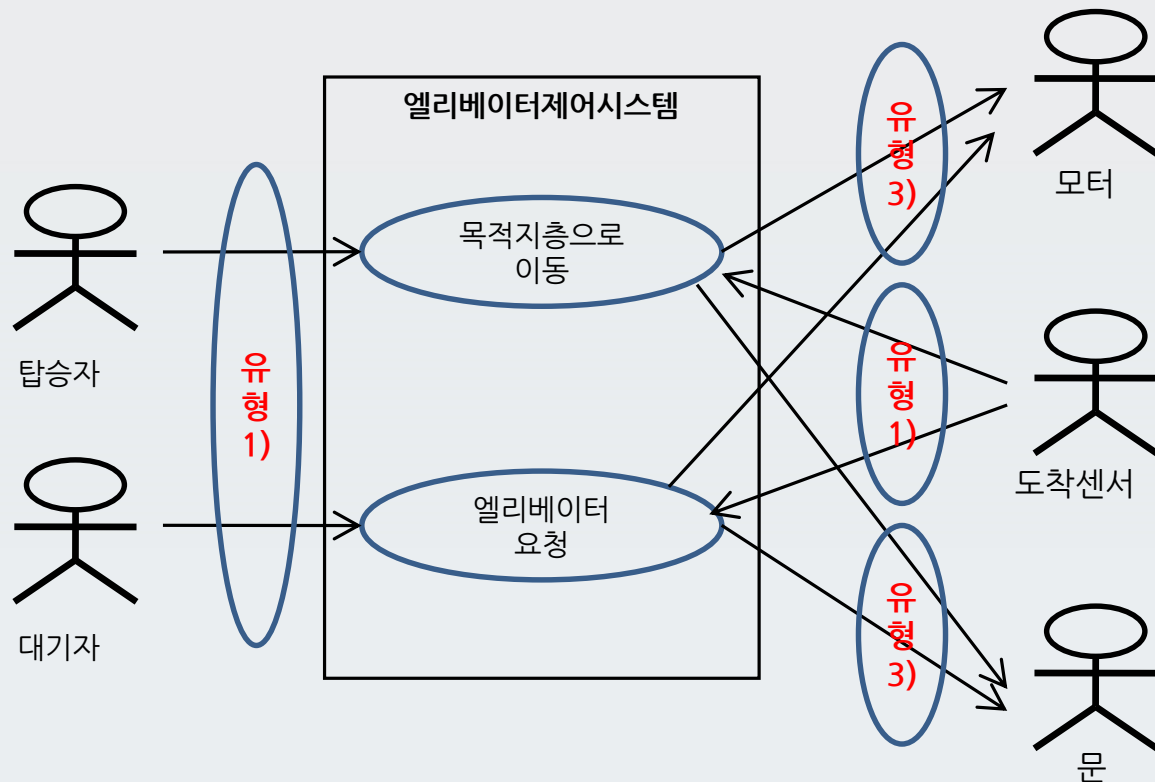 엘리베이터제어시스템
목적지층으로
이동
엘리베이터
요청
탑승자
대기자
유
형
1)
유
형
3)
유
형
1)
유
형
3)
모터
도착센서
문